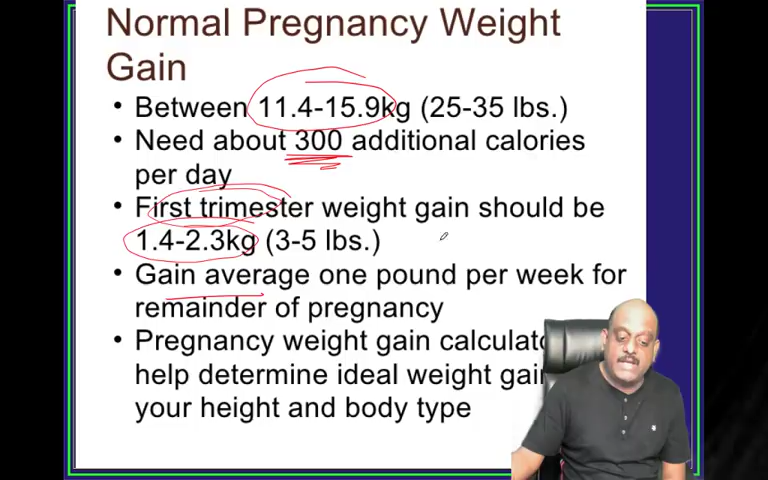 Normal Pregnancy Weight
Gain
• Between 11.4-15.9kg (25-35 lbs.)
• Need about 300 additional calories
per day
• First trimester weight gain should be
1.4-2.3kg (3-5 lbs.)
• Gain average one pound per week for
remainder of pregnancy
• Pregnancy weight gain
help determine ideal weight
your height and body type